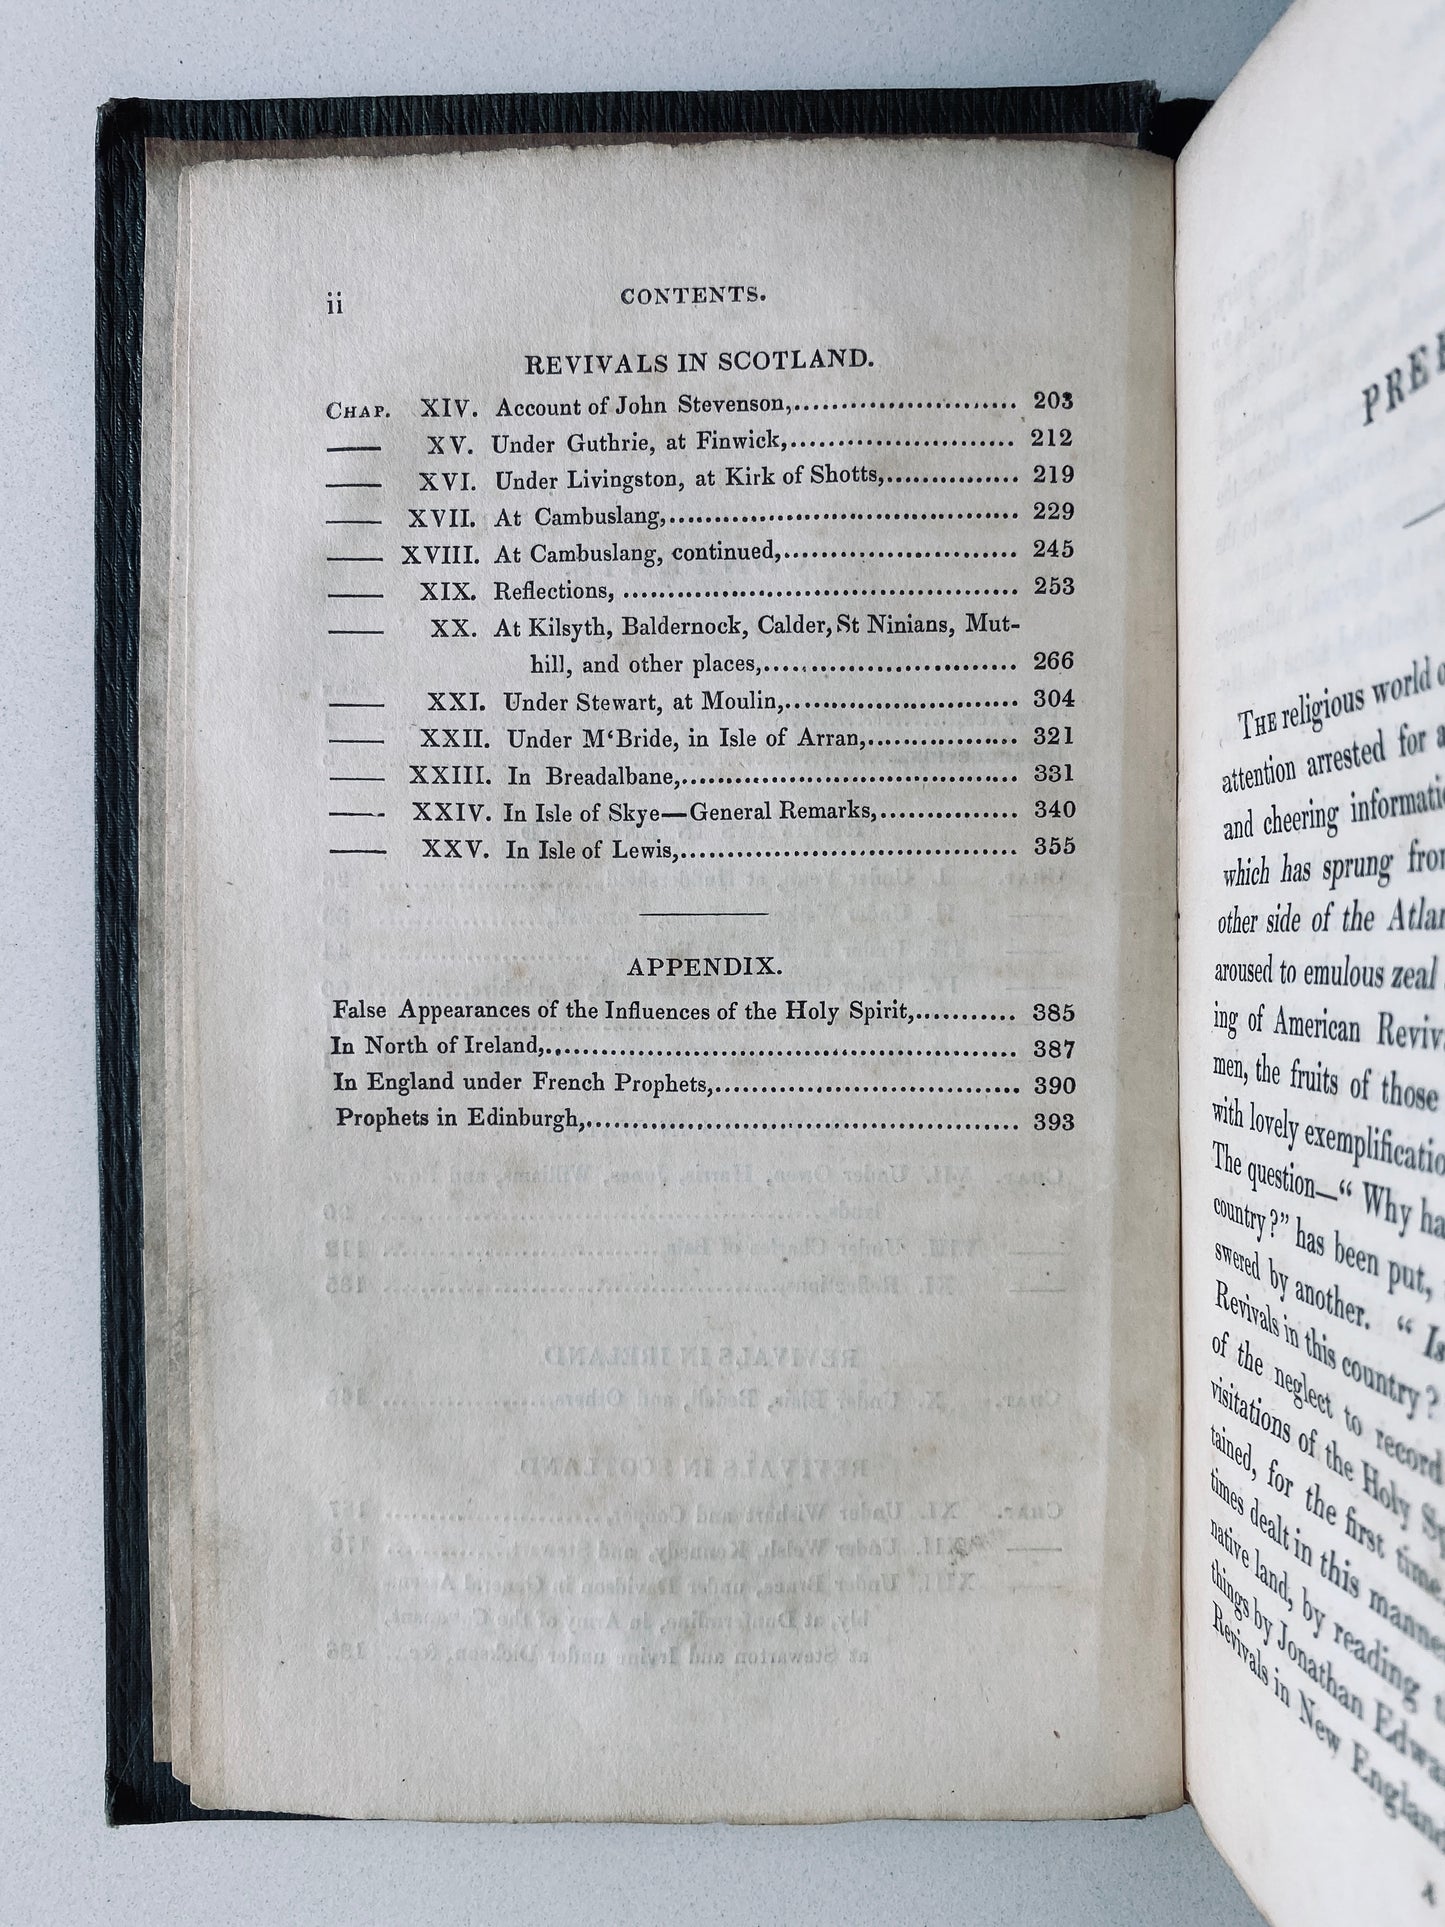 ii CONTENTS.
REVIVALS IN SCOTLAND.
CHAP. XIV. Account of John Stevenson,........................ 203
—— XV. Under Guthrie, at Finwick,........................ 212
—— XVI. Under Livingston, at Kirk of Shotts,............... 219
—— XVII. At Cambuslang,...................................... 229
—— XVIII. At Cambuslang, continued,......................... 245
—— XIX. Reflections, .......................................... 253
—— XX. At Kilsyth, Baldernock, Calder, St Ninians, Mut-
hill, and other places,........................... 266
—— XXI. Under Stewart, at Moulin,......................... 304
—— XXII. Under M‘Bride, in Isle of Arran,................ 321
—— XXIII. In Breadalbane,.................................... 331
—— XXIV. In Isle of Skye—General Remarks,............... 340
—— XXV. In Isle of Lewis,.................................... 355
APPENDIX.
False Appearances of the Influences of the Holy Spirit,........... 385
In North of Ireland,.................................................. 387
In England under French Prophets,................................. 390
Prophets in Edinburgh,............................................... 393
THE religious world
attention arrested for
and cheering
which has sprung
other side of the
aroused to emulous zeal
ing of American
men, the fruits of those
with lovely
The question—“ Why
country?” has been put,
swered by another. “
Revivals in this country?
of the neglect to record
visitations of the Holy
tained, for the first time
times dealt in this
native land, by reading
things by Jonathan
Revivals in New England
A